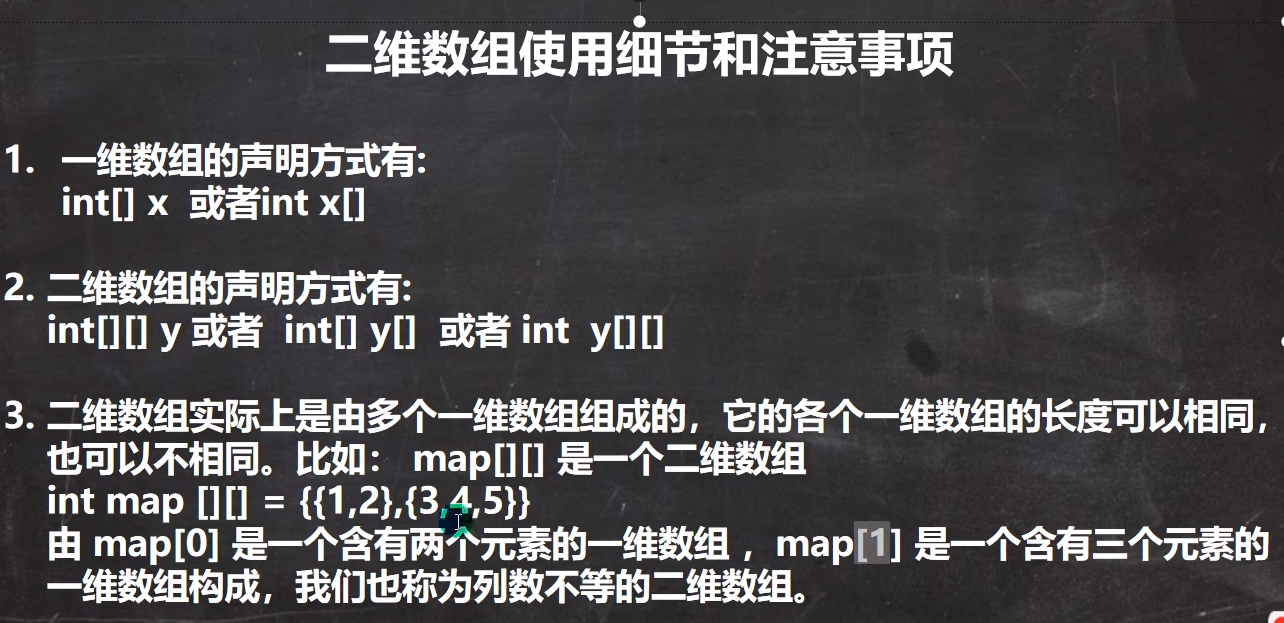 二维数组使用细节和注意事项
1. 一维数组的声明方式有:
int[] x 或者int x[]
2. 二维数组的声明方式有:
int[][] y 或者 int[] y[] 或者 int y[][]
3. 二维数组实际上是由多个一维数组组成的，它的各个一维数组的长度可以相同，
也可以不相同。比如： map[][] 是一个二维数组
int map [][] = {{1,2},{3,4,5}}
由 map[0] 是一个含有两个元素的一维数组 ，map[1] 是一个含有三个元素的
一维数组构成，我们也称为列数不等的二维数组。